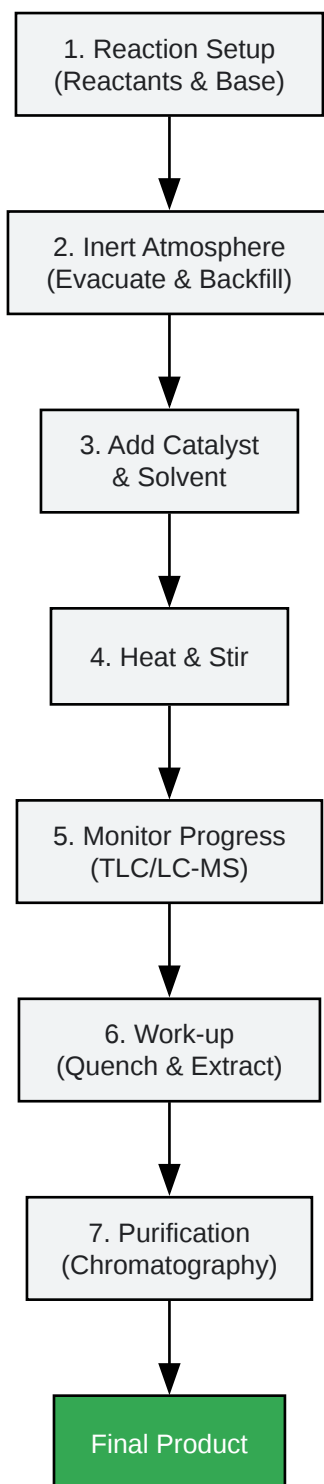 1. Reaction Setup
(Reactants & Base)
2. Inert Atmosphere
(Evacuate & Backfill)
3. Add Catalyst
& Solvent
4. Heat & Stir
5. Monitor Progress
(TLC/LC-MS)
6. Work-up
(Quench & Extract)
7. Purification
(Chromatography)
Final Product